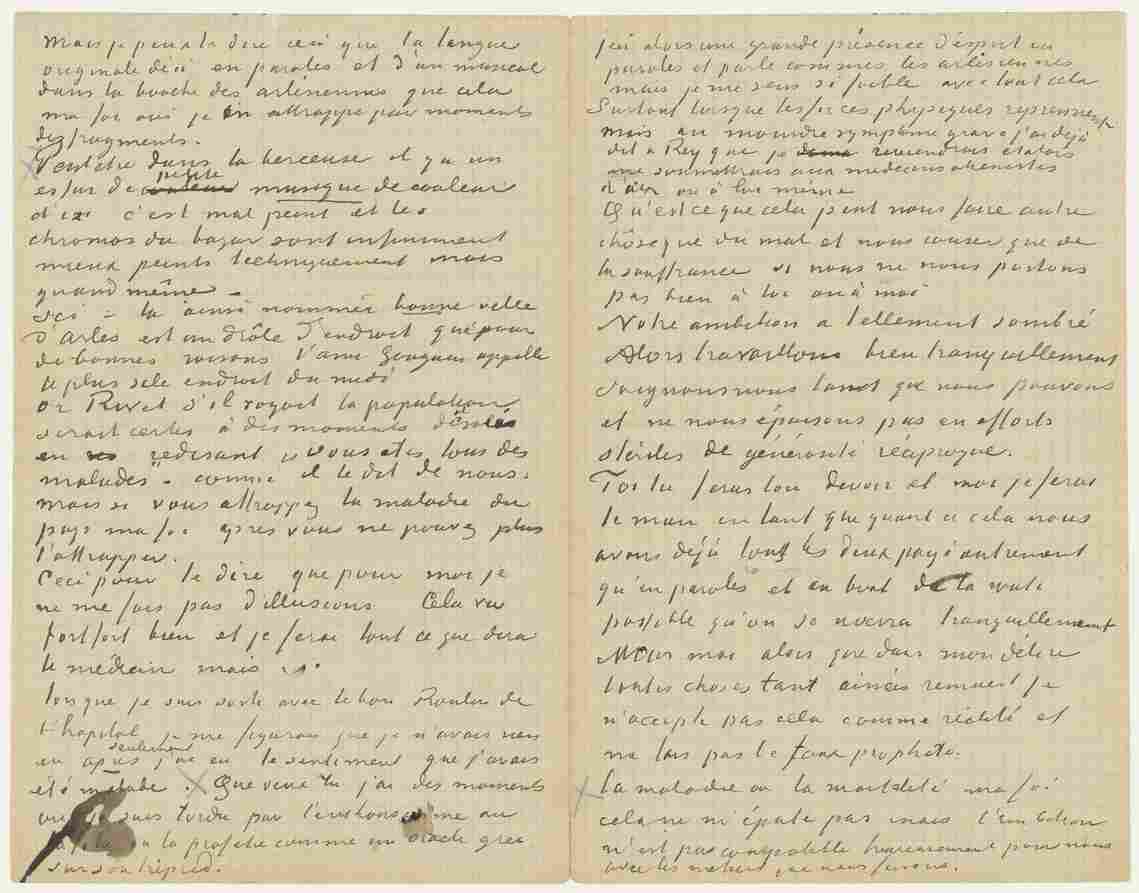 mais je peux te dire ceci que la langue
originale d'ici en paroles et d'un musical
dans la bouche des arlésiennes que cela
ma foi oui je en attrappe par moments
des fragments.
Peut être dans la berceuse il y a un
essai de petite musique de couleur
d'ici c'est mal peint et les
chromos du bazar sont infiniment
mieux peints techniquement mais
quand même –
Ici – la ainsi nommée bonne ville
d'Arles est un drôle d'endroit que pour
de bonnes raisons l'ami Gauguin appelle
le plus sale endroit du midi
or Rivet s'il voyait la population
serait certes à des moments désolé
en redisant vous etes tous des
malades – comme il le dit de nous.
mais si vous attrappez la maladie du
pays ma foi apres vous ne pouvez plus
l'attrapper.
Ceci pour te dire que pour moi je
ne me fais pas d'illusions Cela va
fort fort bien et je ferai tout ce que dira
le médecin mais
lorsque je suis sorti avec le bon Roulin de
l'hopital je me figurais que je n'avais rien
eu après seulement j'ai eu le sentiment que j'avais
été malade. Que veux tu j'ai des moments
où je suis tordu par l'enthousiasme ou
la folie ou la prophetie comme un oracle grec
sur son trépied.
j'ai alors une grande présence d'esprit en
paroles et parle comme les arlésiennes
mais je me sens si faible avec tout cela
Surtout lorsque les forces physiques reprennent
mais au moindre symptôme grave j'ai déjà
dit à Rey que je reviendrais et alors
me soumettrais aux medecins alienistes
d'Aix ou à lui même
Qu'est ce que cela peut nous faire autre
chôse que du mal et nous causer que de
la souffrance si nous ne nous portons
pas bien à toi ou à moi
Notre ambition a tellement sombré
Alors travaillons bien tranquillement
soignons nous tant que nous pouvons
et ne nous épuisons pas en efforts
stériles de générosité réciproque.
Toi tu feras ton devoir et moi je ferai
le mien en tant que quant à cela nous
avons déjà tout les deux payé autrement
qu'en paroles et au bout de la route
possible qu'on se reverra tranquillement
Mais moi alors que dans mon délire
toutes choses tant aimées remuent je
n'accepte pas cela comme réalité et
ne fais pas le faux prophète.
La maladie ou la mortalité ma foi
cela ne m'épate pas mais l'ambition
n'est pas compatible heureusement pour nous
avec les métiers que nous faisons.